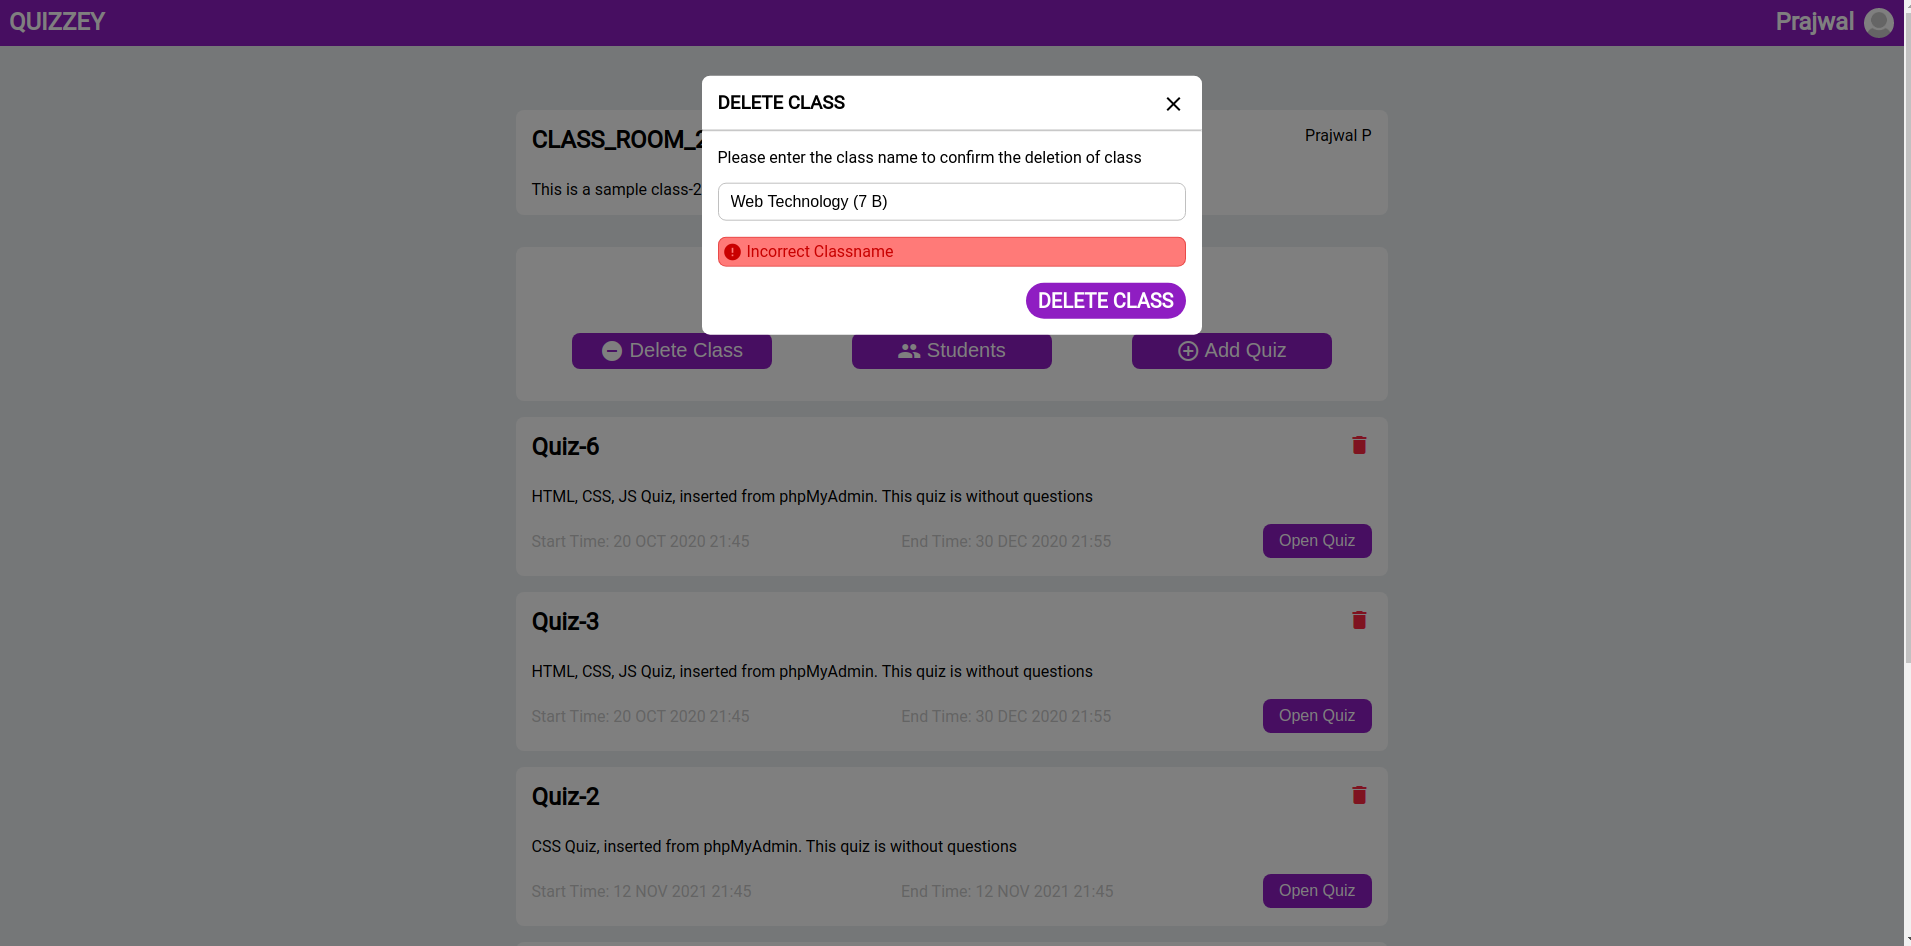 QUIZZEY
Prajwal
DELETE CLASS
Please enter the class name to confirm the deletion of class
Web Technology (7 B)
Incorrect Classname
DELETE CLASS
CLASS_ROOM_2
Prajwal P
This is a sample class-2
Delete Class
Students
Add Quiz
Quiz-6
HTML, CSS, JS Quiz, inserted from phpMyAdmin. This quiz is without questions
Start Time: 20 OCT 2020 21:45
End Time: 30 DEC 2020 21:55
Open Quiz
Quiz-3
HTML, CSS, JS Quiz, inserted from phpMyAdmin. This quiz is without questions
Start Time: 20 OCT 2020 21:45
End Time: 30 DEC 2020 21:55
Open Quiz
Quiz-2
CSS Quiz, inserted from phpMyAdmin. This quiz is without questions
Start Time: 12 NOV 2021 21:45
End Time: 12 NOV 2021 21:45
Open Quiz